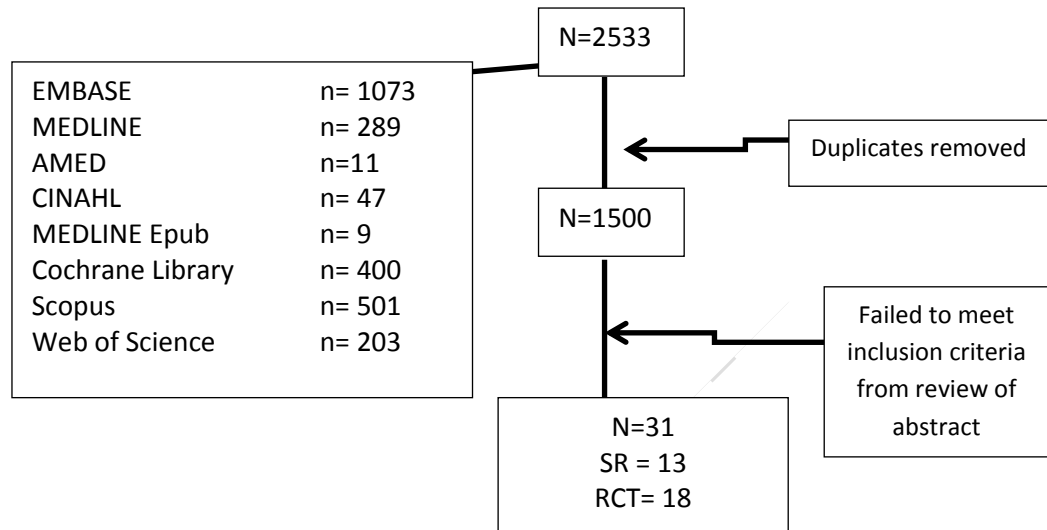 N=2533
EMBASE n= 1073
MEDLINE n= 289
AMED n=11
CINAHL n= 47
MEDLINE Epub n= 9
Cochrane Library n= 400
Scopus n= 501
Web of Science n= 203
Duplicates removed
N=1500
Failed to meet
inclusion criteria
from review of
abstract
N=31
SR = 13
RCT= 18